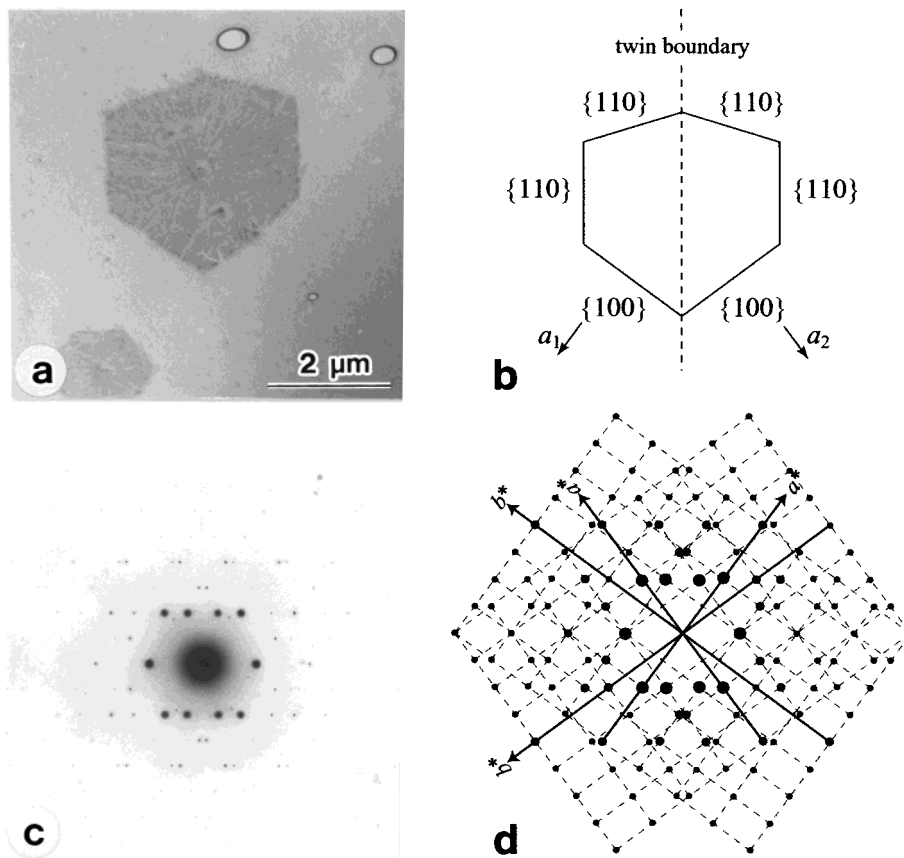 a
2 μm
twin boundary
{110} {110}
{110} {110}
{100} {100}
a₁ a₂
b
c
b* a* a*
b*
d